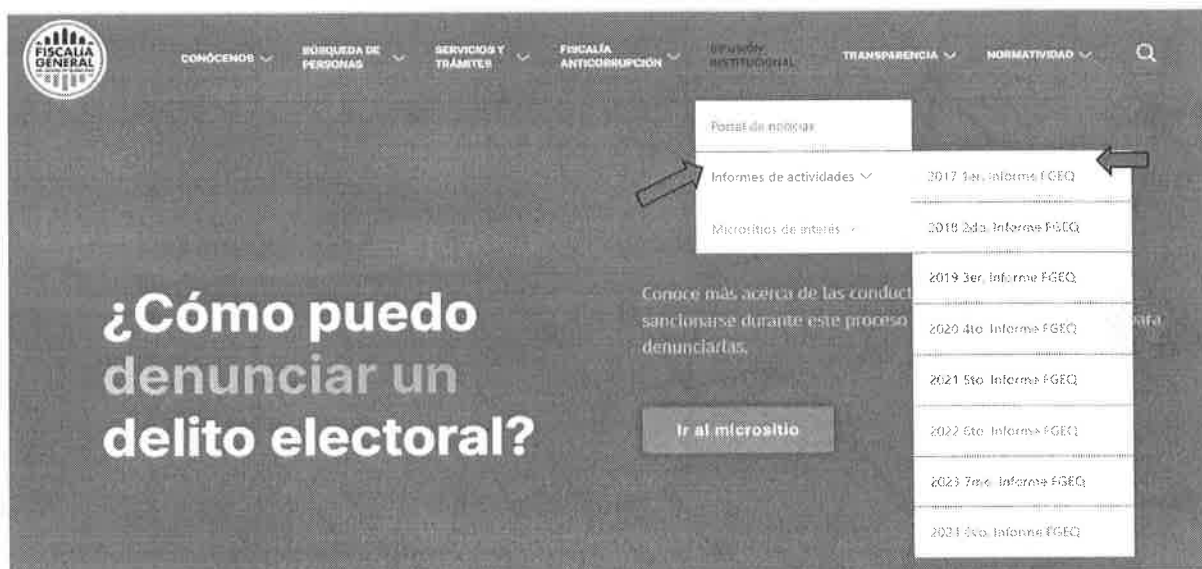 FISCALIA
GENERAL
CONÓCENOS
BÚSQUEDA DE
PERSONAS
SERVICIOS Y
TRÁMITES
FISCALÍA
ANTICORRUPCIÓN
DIFUSIÓN
INSTITUCIONAL
TRANSPARENCIA
NORMATIVIDAD
Portal de noticias
Informes de actividades
2017 1er. Informe FGEQ
Micrositios de interés
2018 2do. Informe FGEQ
2019 3er. Informe FGEQ
2020 4to. Informe FGEQ
2021 5to. Informe FGEQ
2022 6to. Informe FGEQ
2023 7mo. Informe FGEQ
2024 8vo. Informe FGEQ
¿Cómo puedo
denunciar un
delito electoral?
Conoce más acerca de las conduct
sancionarse durante este proceso para
denunciarlas.
Ir al micrositio